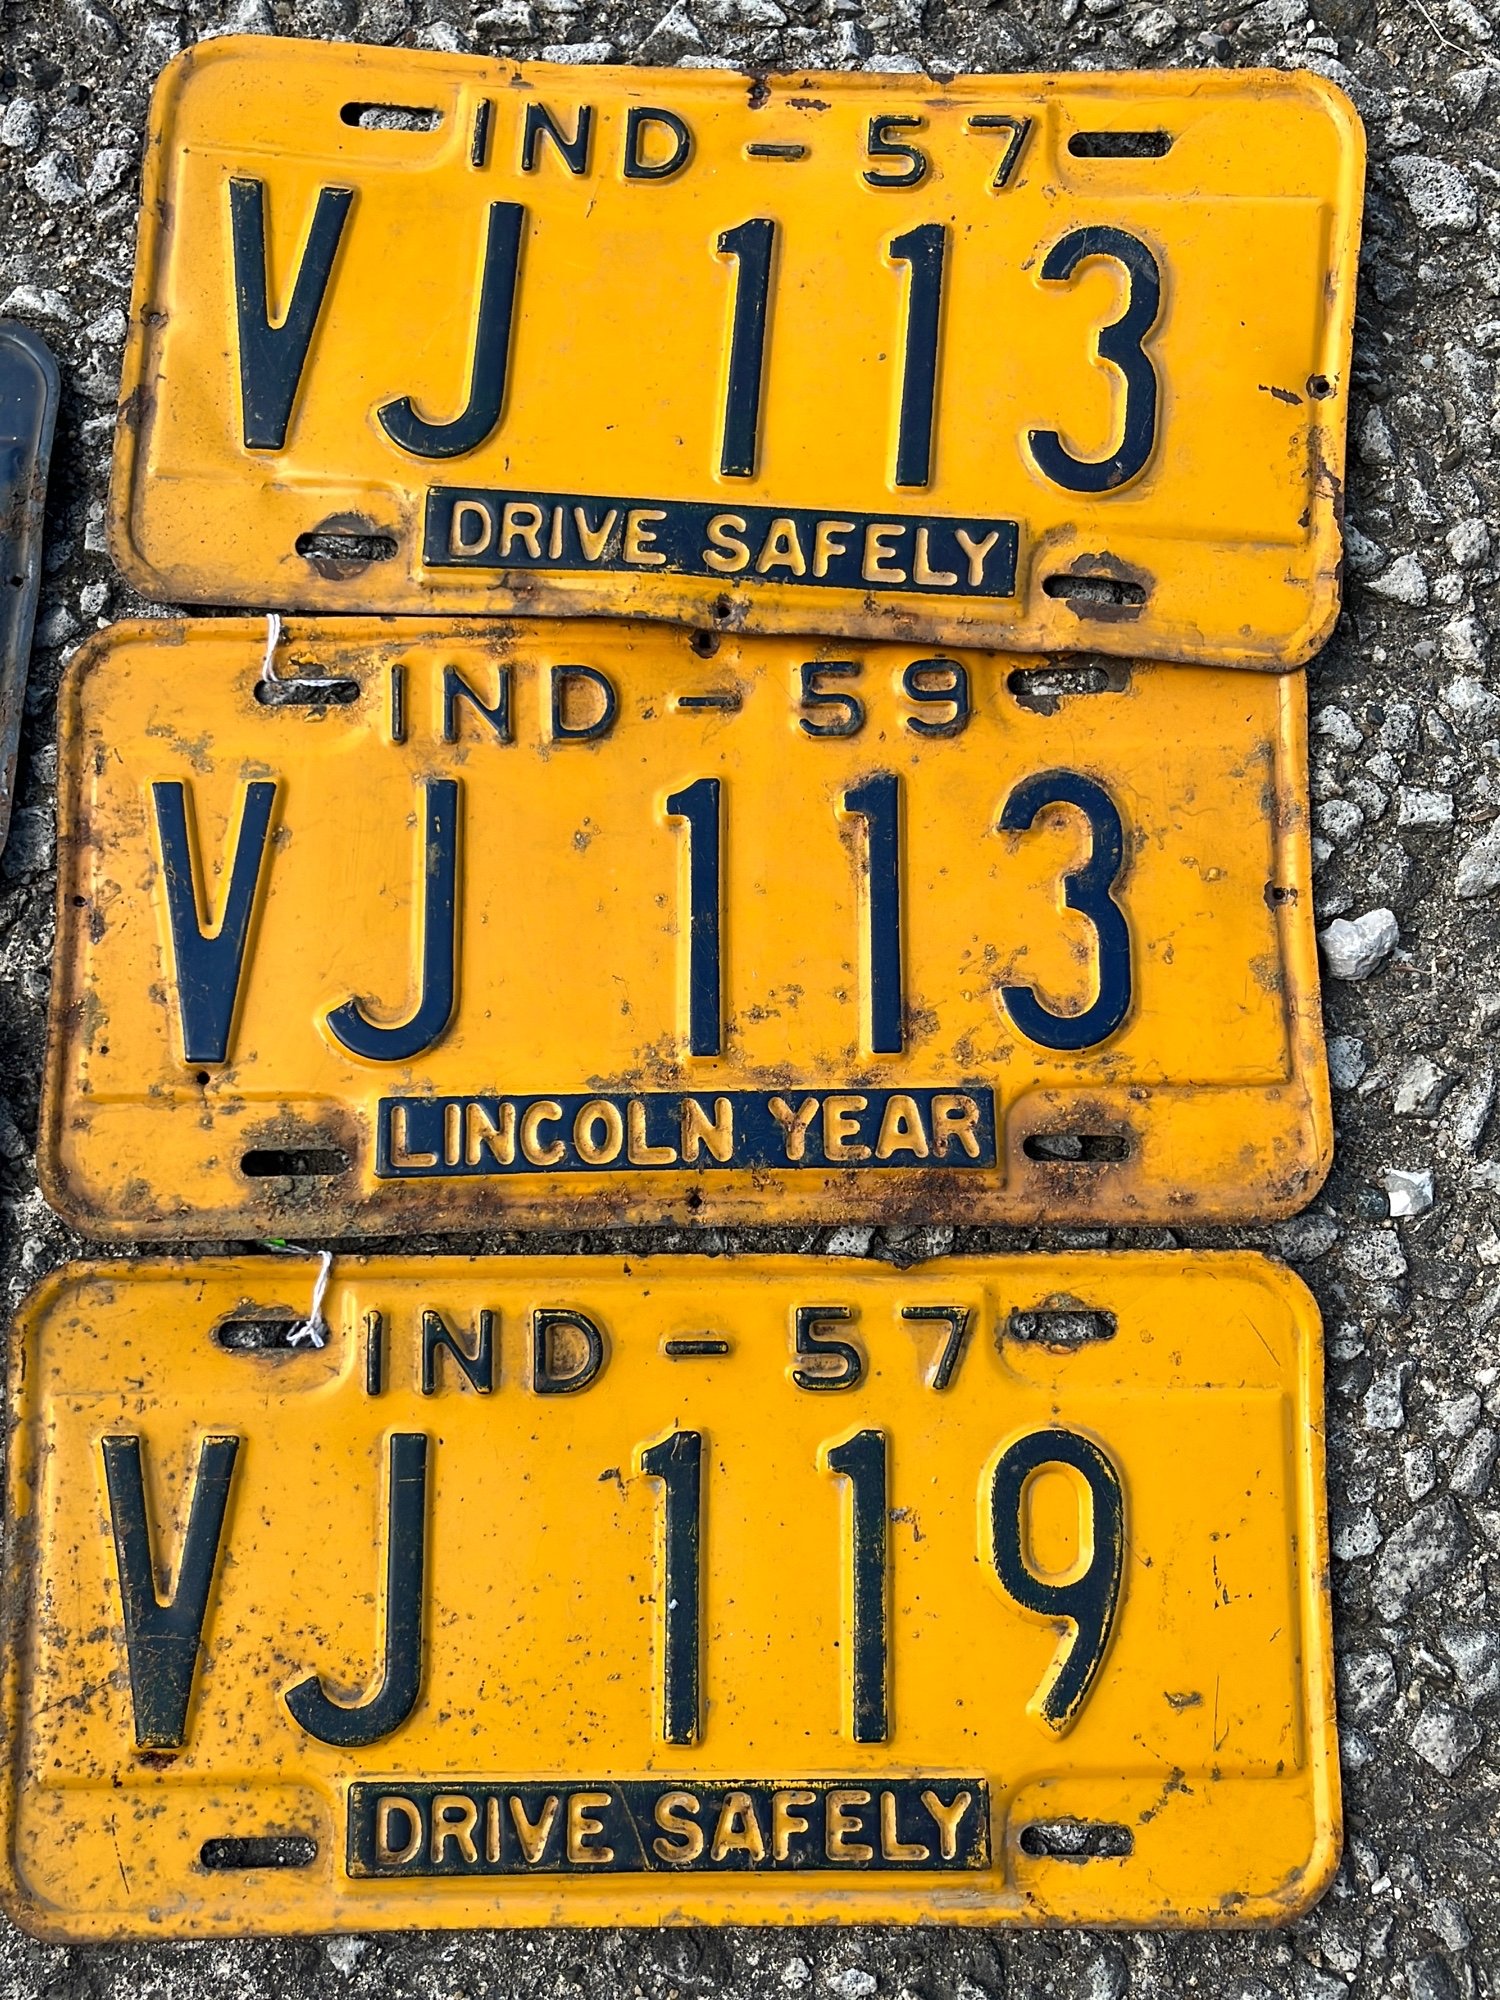 IND - 57
VJ 113
DRIVE SAFELY
IND - 59
VJ 113
LINCOLN YEAR
IND - 57
VJ 119
DRIVE SAFELY